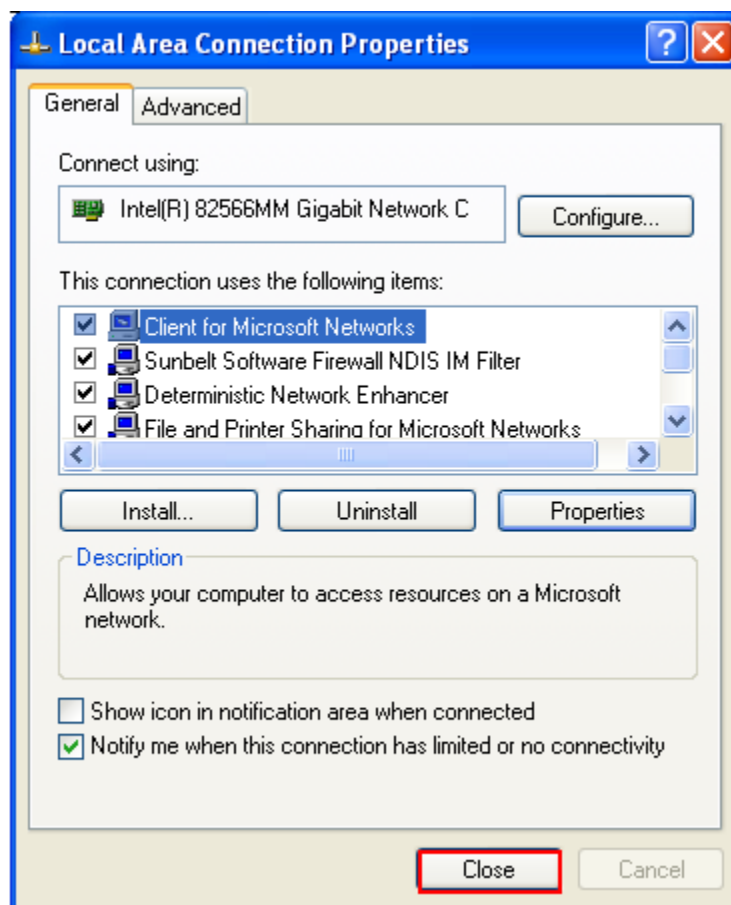 Local Area Connection Properties
General
Advanced
Connect using:
Intel(R) 82566MM Gigabit Network C
Configure...
This connection uses the following items:
Client for Microsoft Networks
Sunbelt Software Firewall NDIS IM Filter
Deterministic Network Enhancer
File and Printer Sharing for Microsoft Networks
Install...
Uninstall
Properties
Description
Allows your computer to access resources on a Microsoft
network.
Show icon in notification area when connected
Notify me when this connection has limited or no connectivity
Close
Cancel